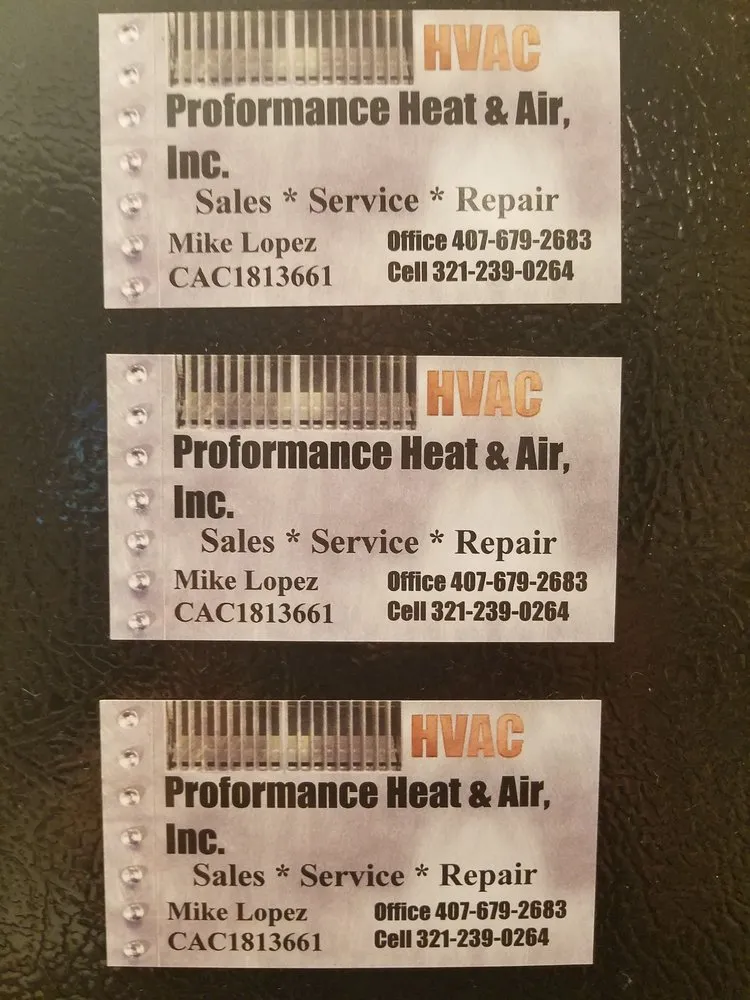 HVAC
Proformance Heat & Air,
Inc.
Sales * Service * Repair
Mike Lopez Office 407-679-2683
CAC1813661 Cell 321-239-0264
HVAC
Proformance Heat & Air,
Inc.
Sales * Service * Repair
Mike Lopez Office 407-679-2683
CAC1813661 Cell 321-239-0264
HVAC
Proformance Heat & Air,
Inc.
Sales * Service * Repair
Mike Lopez Office 407-679-2683
CAC1813661 Cell 321-239-0264